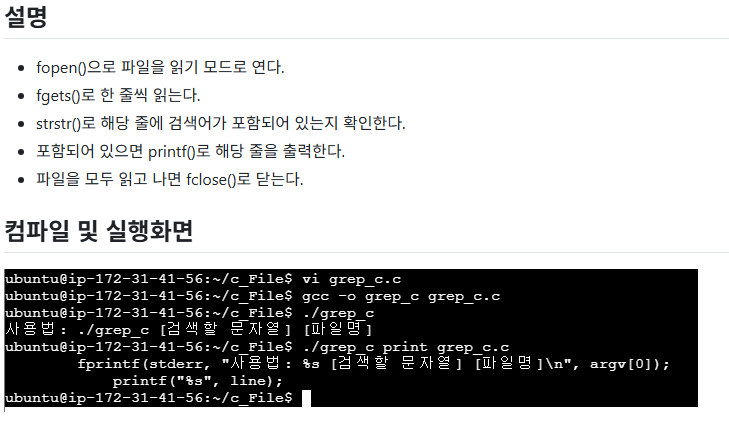 설명
fopen()으로 파일을 읽기 모드로 연다.
fgets()로 한 줄씩 읽는다.
strstr()로 해당 줄에 검색어가 포함되어 있는지 확인한다.
포함되어 있으면 printf()로 해당 줄을 출력한다.
파일을 모두 읽고 나면 fclose()로 닫는다.
컴파일 및 실행화면
ubuntu@ip-172-31-41-56:~/c_File$ vi grep_c.c
ubuntu@ip-172-31-41-56:~/c_File$ gcc -o grep_c grep_c.c
ubuntu@ip-172-31-41-56:~/c_File$ ./grep_c
사용법: ./grep_c [검색할 문자열] [파일명]
ubuntu@ip-172-31-41-56:~/c_File$ ./grep_c print grep_c.c
        fprintf(stderr, "사용법: %s [검색할 문자열] [파일명]\n", argv[0]);
            printf("%s", line);
ubuntu@ip-172-31-41-56:~/c_File$